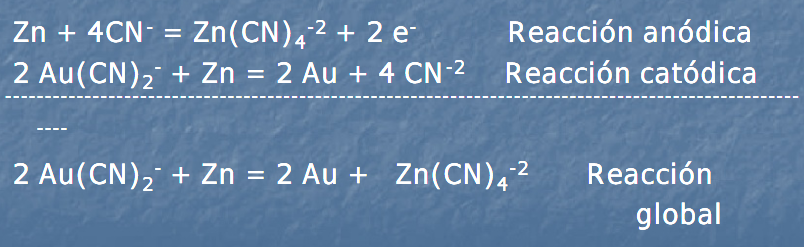 Zn + 4CN⁻ = Zn(CN)₄⁻² + 2 e⁻ Reacción anódica
2 Au(CN)₂⁻ + Zn = 2 Au + 4 CN⁻² Reacción catódica
----
2 Au(CN)₂⁻ + Zn = 2 Au + Zn(CN)₄⁻² Reacción
global